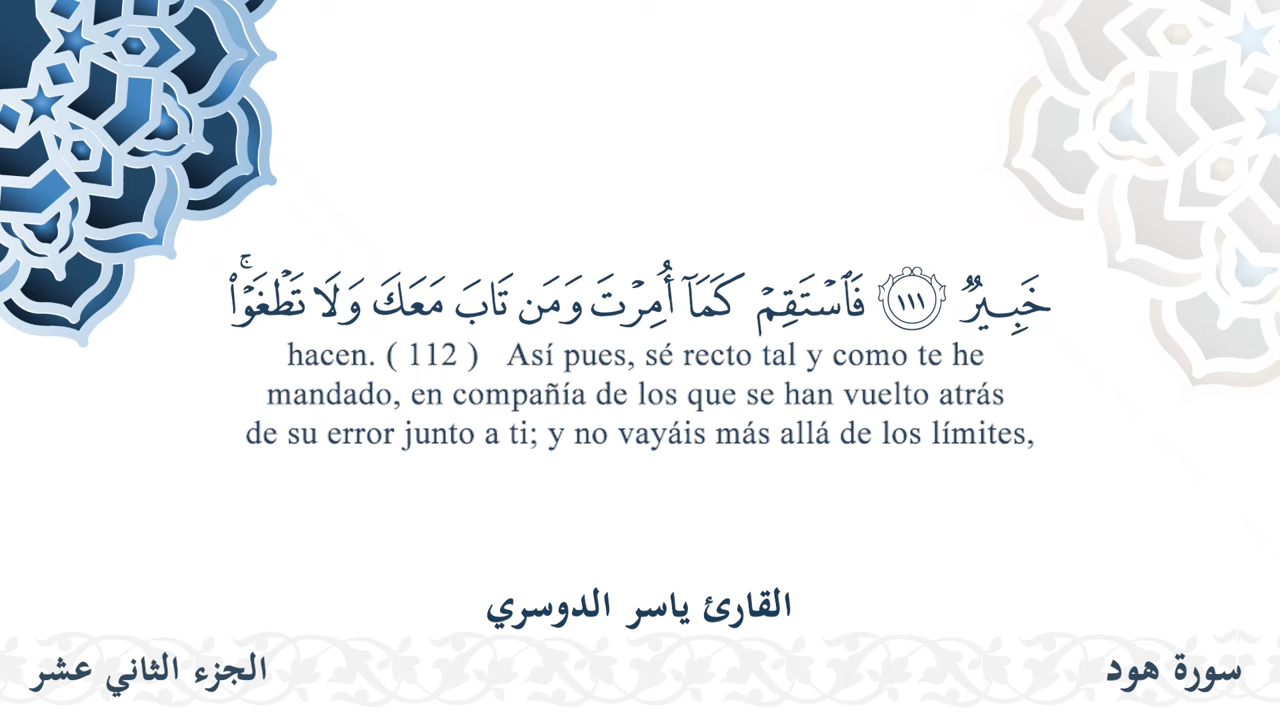 خَبِيرٌ ١١١ فَٱسْتَقِمْ كَمَآ أُمِرْتَ وَمَن تَابَ مَعَكَ وَلَا تَطْغَوْا۟ ۚ
hacen. ( 112 ) Así pues, sé recto tal y como te he
mandado, en compañía de los que se han vuelto atrás
de su error junto a ti; y no vayáis más allá de los límites,
القارئ ياسر الدوسري
سورة هود
الجزء الثاني عشر